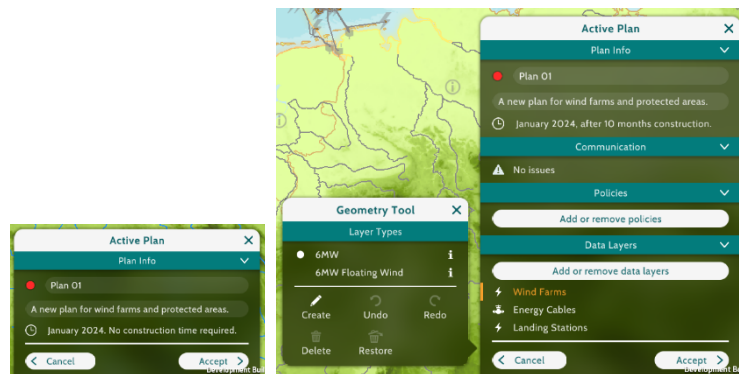 Active Plan
Plan Info
Plan 01
A new plan for wind farms and protected areas.
January 2024. No construction time required.
Cancel
Accept
Development Buil
Geometry Tool
Layer Types
6MW
6MW Floating Wind
Create Undo Redo
Delete Restore
Active Plan
Plan Info
Plan 01
A new plan for wind farms and protected areas.
January 2024, after 10 months construction.
Communication
No issues
Policies
Add or remove policies
Data Layers
Add or remove data layers
Wind Farms
Energy Cables
Landing Stations
Cancel
Accept
Development Bu